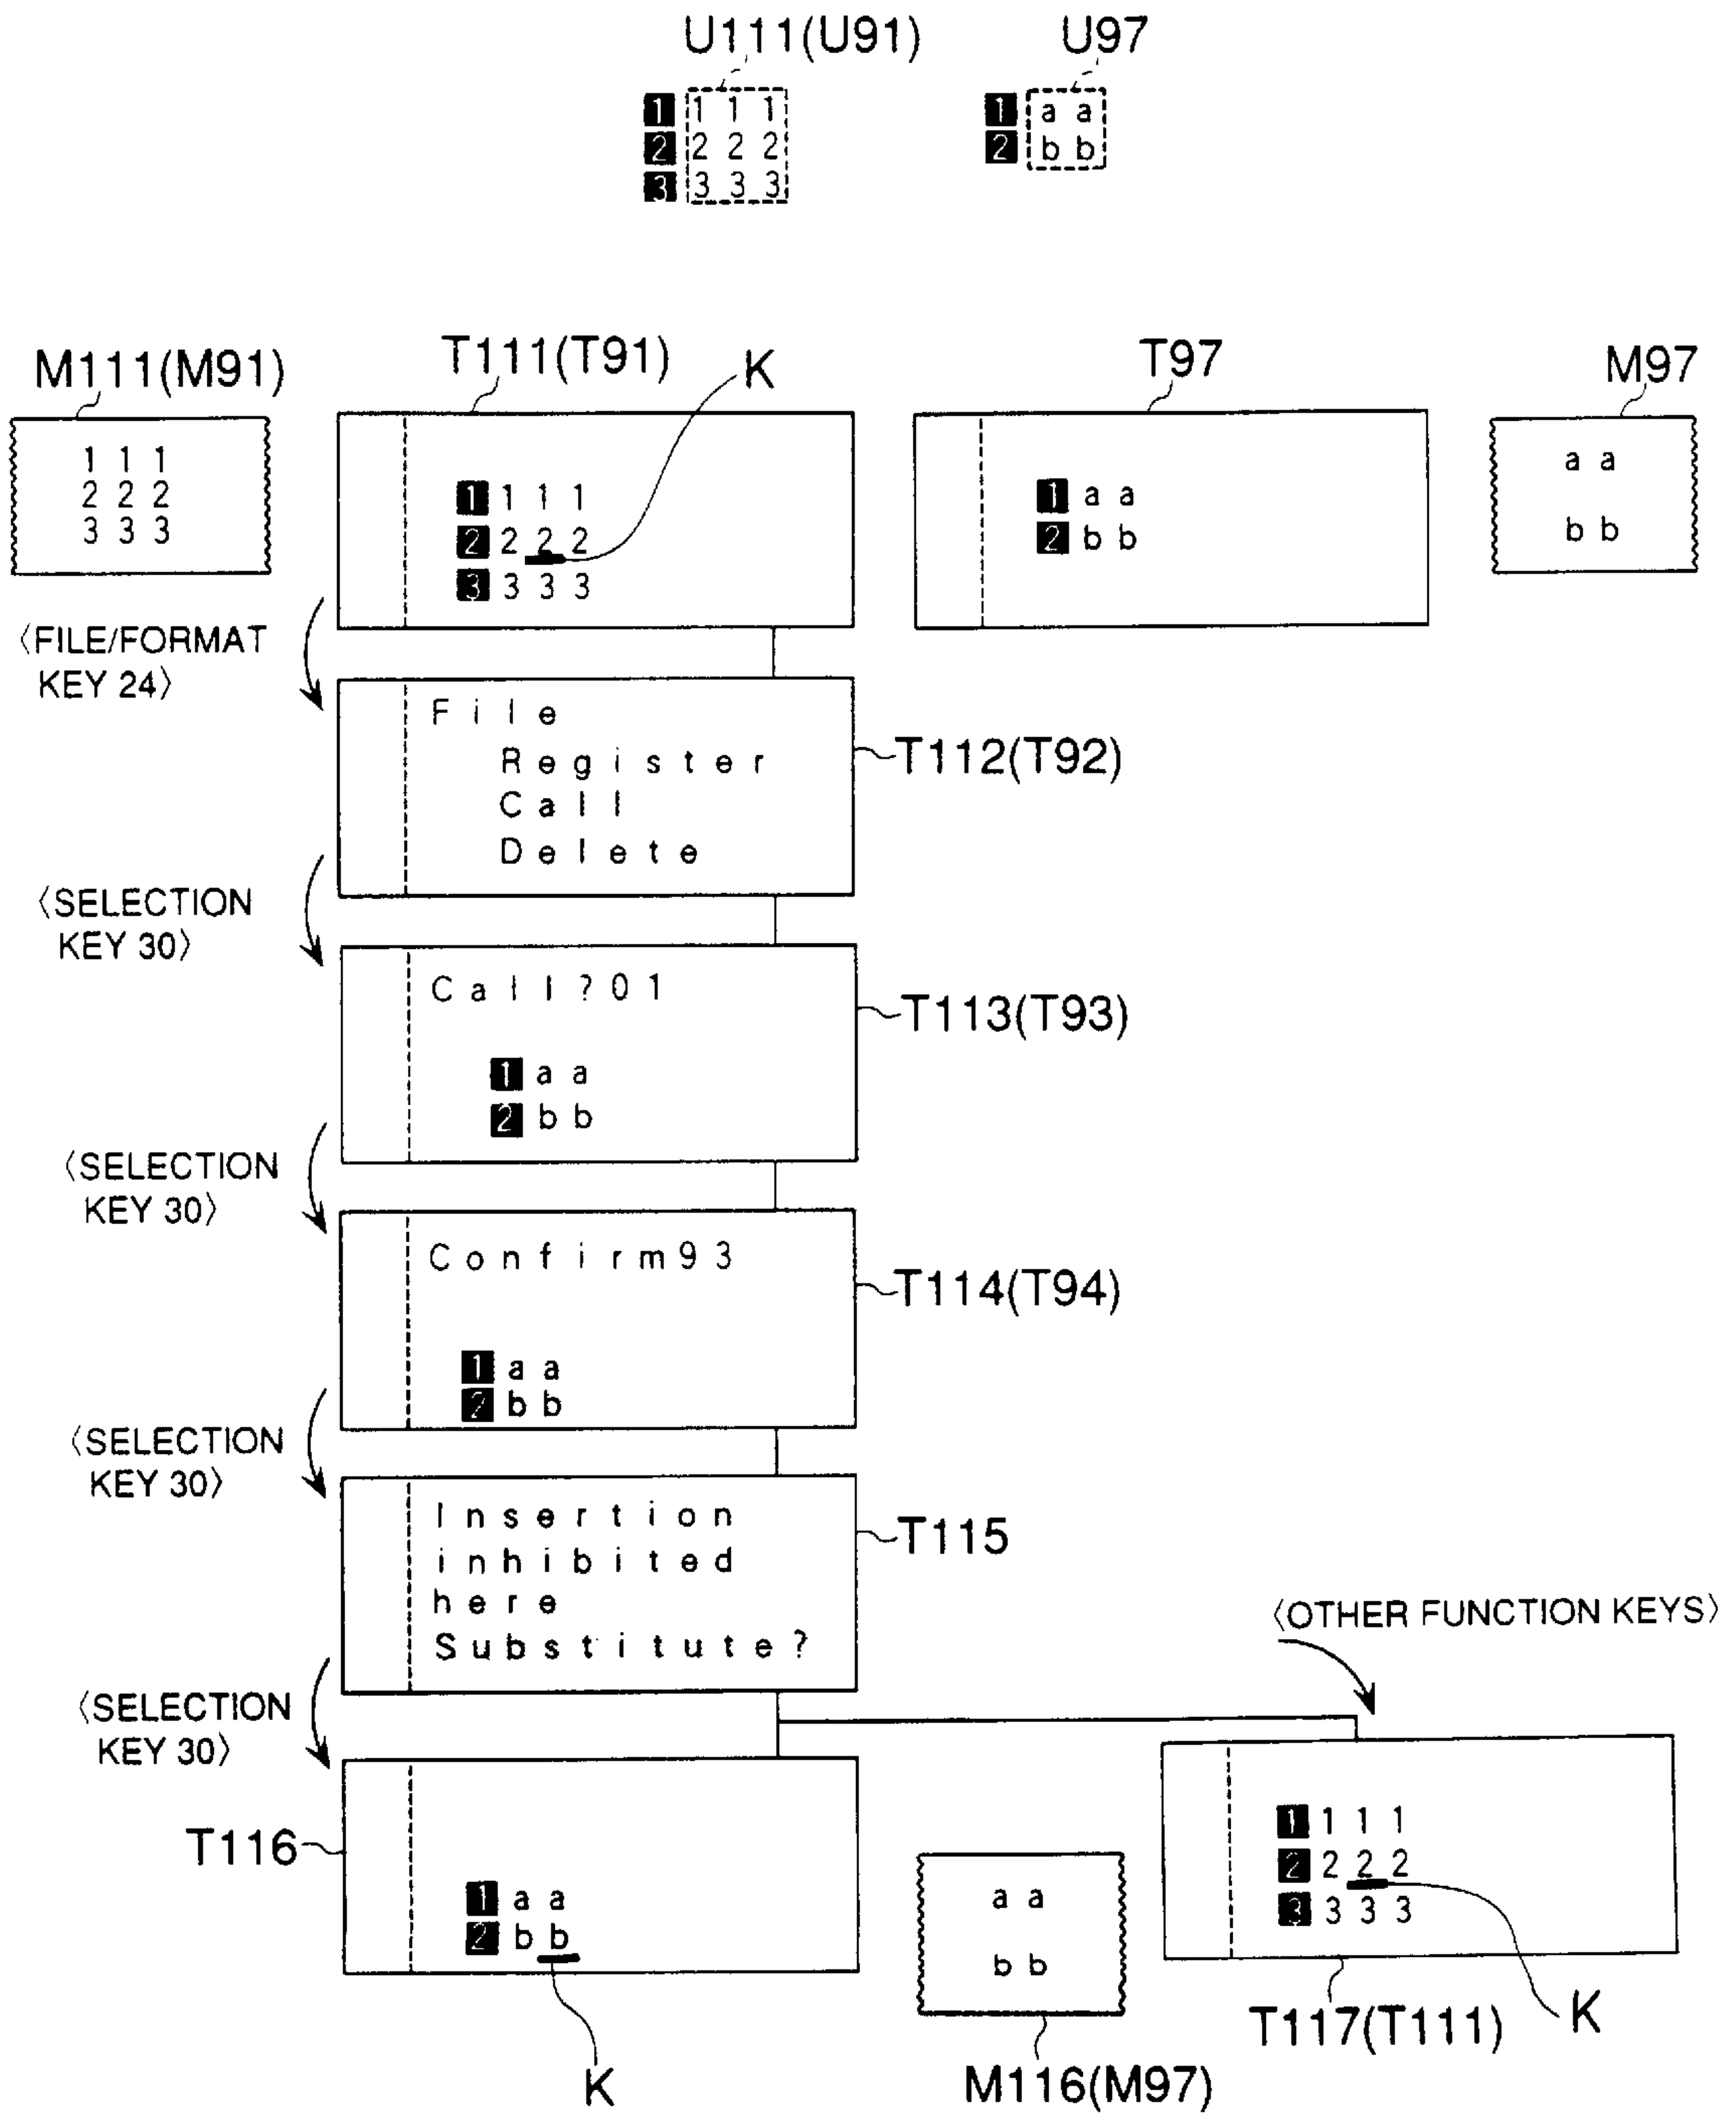 U111(U91)
U97
1 1 1 1
2 2 2 2
3 3 3 3
1 a a
2 b b
M111(M91)
T111(T91)
K
T97
M97
1 1 1
2 2 2
3 3 3
1 1 1 1
2 2 2 2
3 3 3 3
1 a a
2 b b
a a
b b
〈FILE/FORMAT
KEY 24〉
File
Register
Call
Delete
T112(T92)
〈SELECTION
KEY 30〉
Call?01
1 a a
2 b b
T113(T93)
〈SELECTION
KEY 30〉
Confirm93
1 a a
2 b b
T114(T94)
〈SELECTION
KEY 30〉
Insertion
inhibited
here
Substitute?
T115
〈OTHER FUNCTION KEYS〉
〈SELECTION
KEY 30〉
T116
1 a a
2 b b
K
a a
b b
M116(M97)
1 1 1 1
2 2 2 2
3 3 3 3
T117(T111)
K